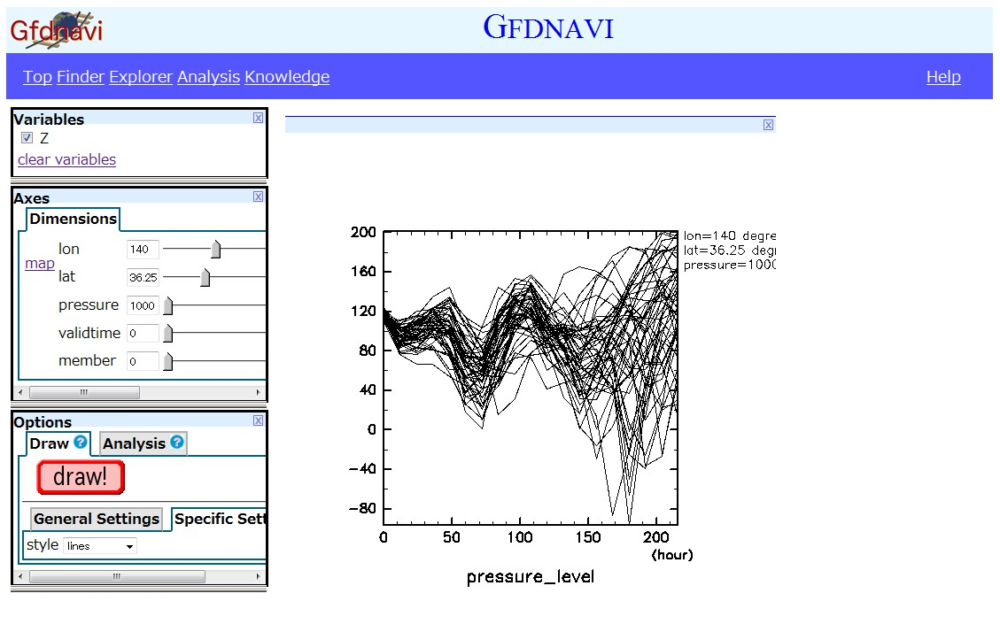 Gfdnavi
GFDNAVI
Top Finder Explorer Analysis Knowledge
Help
Variables
Z
clear variables
Axes
Dimensions
map
lon 140
lat 36.25
pressure 1000
validtime 0
member 0
Options
Draw ? Analysis ?
draw!
General Settings Specific Sett
style lines
lon=140 degre
lat=36.25 degr
pressure=1000
200
160
120
80
40
0
−40
−80
0 50 100 150 200
(hour)
pressure_level